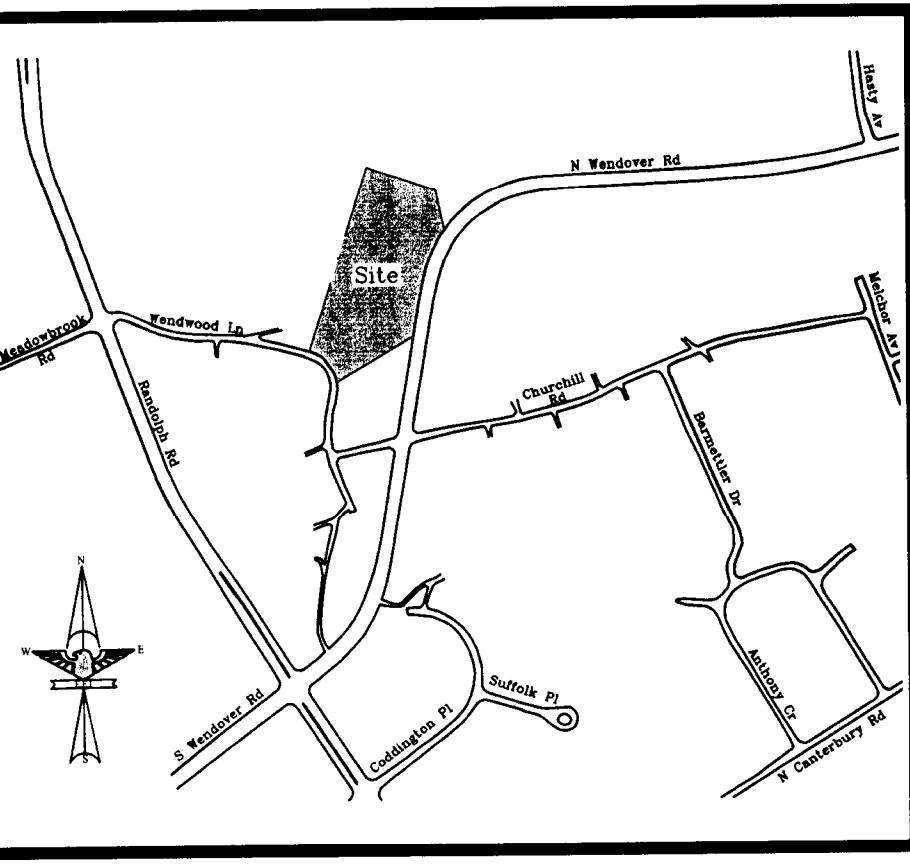 Hasty Av
N Wendover Rd
Site
Melchor Av
Wendwood Ln
Meadowbrook
Rd
Churchill
Rd
Randolph Rd
Barmettler Dr
N
W
E
S
Suffolk Pl
Anthony Cr
S Wendover Rd
Coddington Pl
N Canterbury Rd